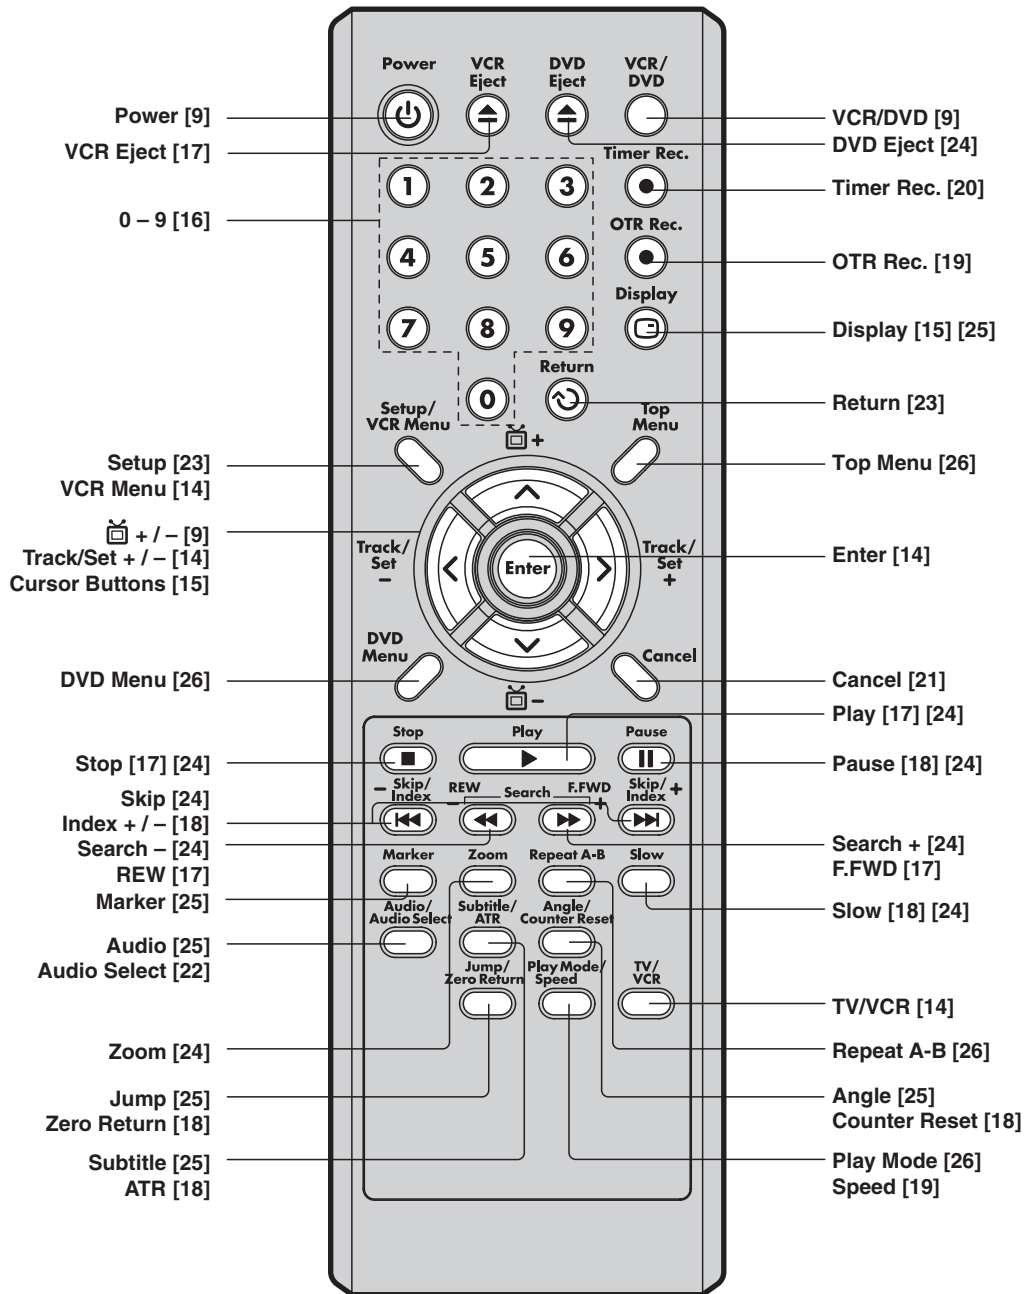 Power
VCR
Eject
DVD
Eject
VCR/
DVD
Power [9]
VCR Eject [17]
0 – 9 [16]
VCR/DVD [9]
DVD Eject [24]
Timer Rec.
Timer Rec. [20]
1
2
3
OTR Rec.
OTR Rec. [19]
4
5
6
Display
Display [15] [25]
7
8
9
Return
Return [23]
0
Setup/
VCR Menu
+
Top
Menu
Setup [23]
VCR Menu [14]
Top Menu [26]
+ / – [9]
Track/Set + / – [14]
Cursor Buttons [15]
Track/
Set
–
Enter
Track/
Set
+
Enter [14]
DVD
Menu
Cancel
DVD Menu [26]
–
Cancel [21]
Play [17] [24]
Stop
Play
Pause
Stop [17] [24]
Pause [18] [24]
– Skip/
Index
REW
–
Search
F.FWD
+
Skip/ +
Index
Skip [24]
Index + / – [18]
Search – [24]
REW [17]
Marker [25]
Search + [24]
F.FWD [17]
Marker
Zoom
Repeat A-B
Slow
Slow [18] [24]
Audio/
Audio Select
Subtitle/
ATR
Angle/
Counter Reset
Audio [25]
Audio Select [22]
Jump/
Zero Return
Play Mode/
Speed
TV/
VCR
TV/VCR [14]
Zoom [24]
Repeat A-B [26]
Jump [25]
Zero Return [18]
Angle [25]
Counter Reset [18]
Subtitle [25]
ATR [18]
Play Mode [26]
Speed [19]